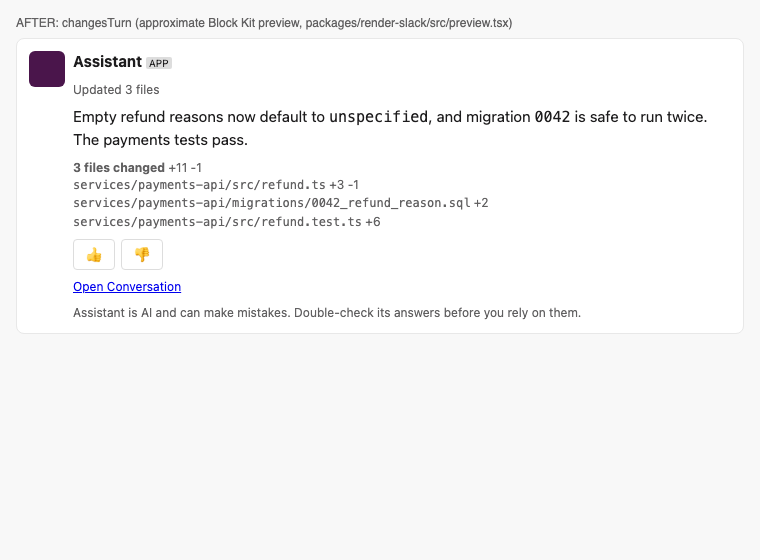 AFTER: changesTurn (approximate Block Kit preview, packages/render-slack/src/preview.tsx)
Assistant APP
Updated 3 files
Empty refund reasons now default to unspecified, and migration 0042 is safe to run twice.
The payments tests pass.
3 files changed +11 -1
services/payments-api/src/refund.ts +3 -1
services/payments-api/migrations/0042_refund_reason.sql +2
services/payments-api/src/refund.test.ts +6
Open Conversation
Assistant is AI and can make mistakes. Double-check its answers before you rely on them.